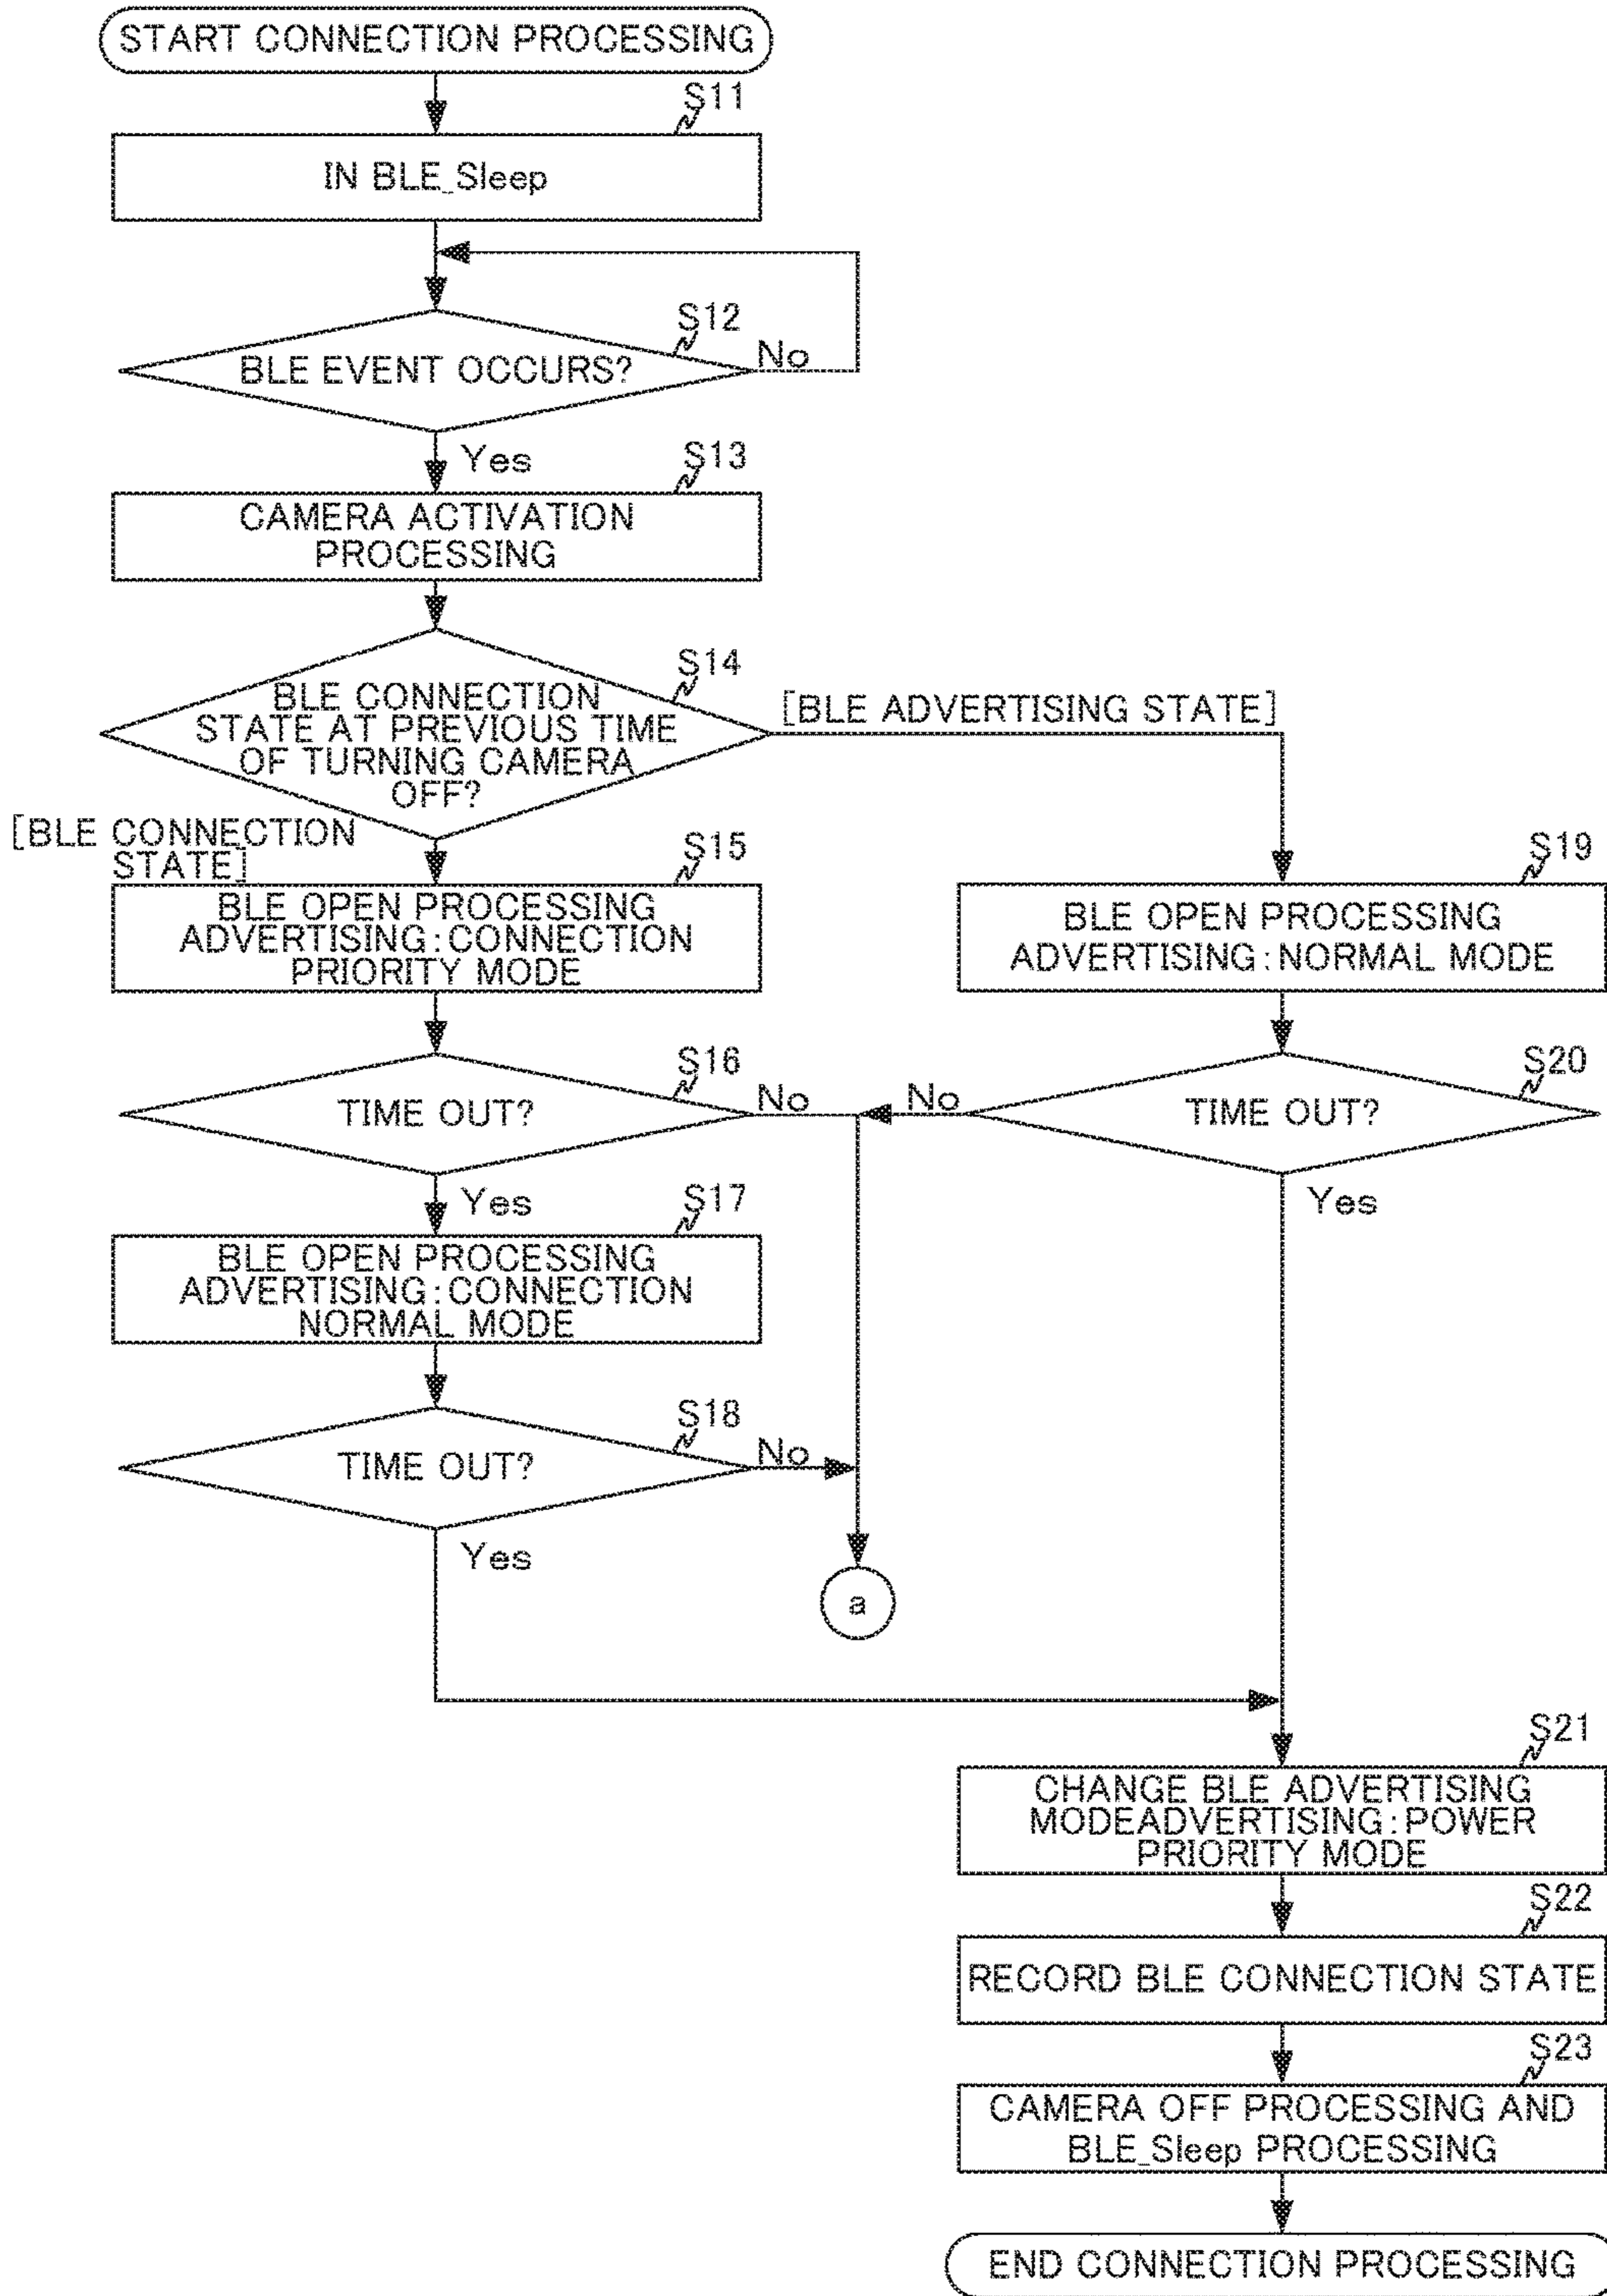 START CONNECTION PROCESSING
S11
IN BLE_Sleep
S12
BLE EVENT OCCURS?
No
Yes
S13
CAMERA ACTIVATION
PROCESSING
S14
BLE CONNECTION
STATE AT PREVIOUS TIME
OF TURNING CAMERA
OFF?
[BLE ADVERTISING STATE]
[BLE CONNECTION
STATE]
S15
BLE OPEN PROCESSING
ADVERTISING:CONNECTION
PRIORITY MODE
S19
BLE OPEN PROCESSING
ADVERTISING:NORMAL MODE
S16
TIME OUT?
No
No
S20
TIME OUT?
Yes
Yes
S17
BLE OPEN PROCESSING
ADVERTISING:CONNECTION
NORMAL MODE
S18
TIME OUT?
No
Yes
a
S21
CHANGE BLE ADVERTISING
MODEADVERTISING:POWER
PRIORITY MODE
S22
RECORD BLE CONNECTION STATE
S23
CAMERA OFF PROCESSING AND
BLE_Sleep PROCESSING
END CONNECTION PROCESSING